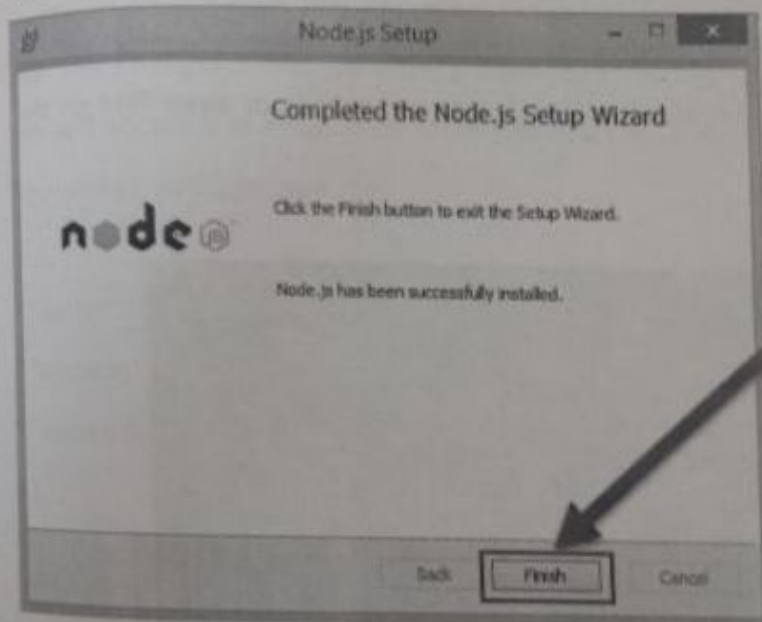 Node.js Setup
Completed the Node.js Setup Wizard
Click the Finish button to exit the Setup Wizard.
node JS
Node.js has been successfully installed.
Back Finish Cancel